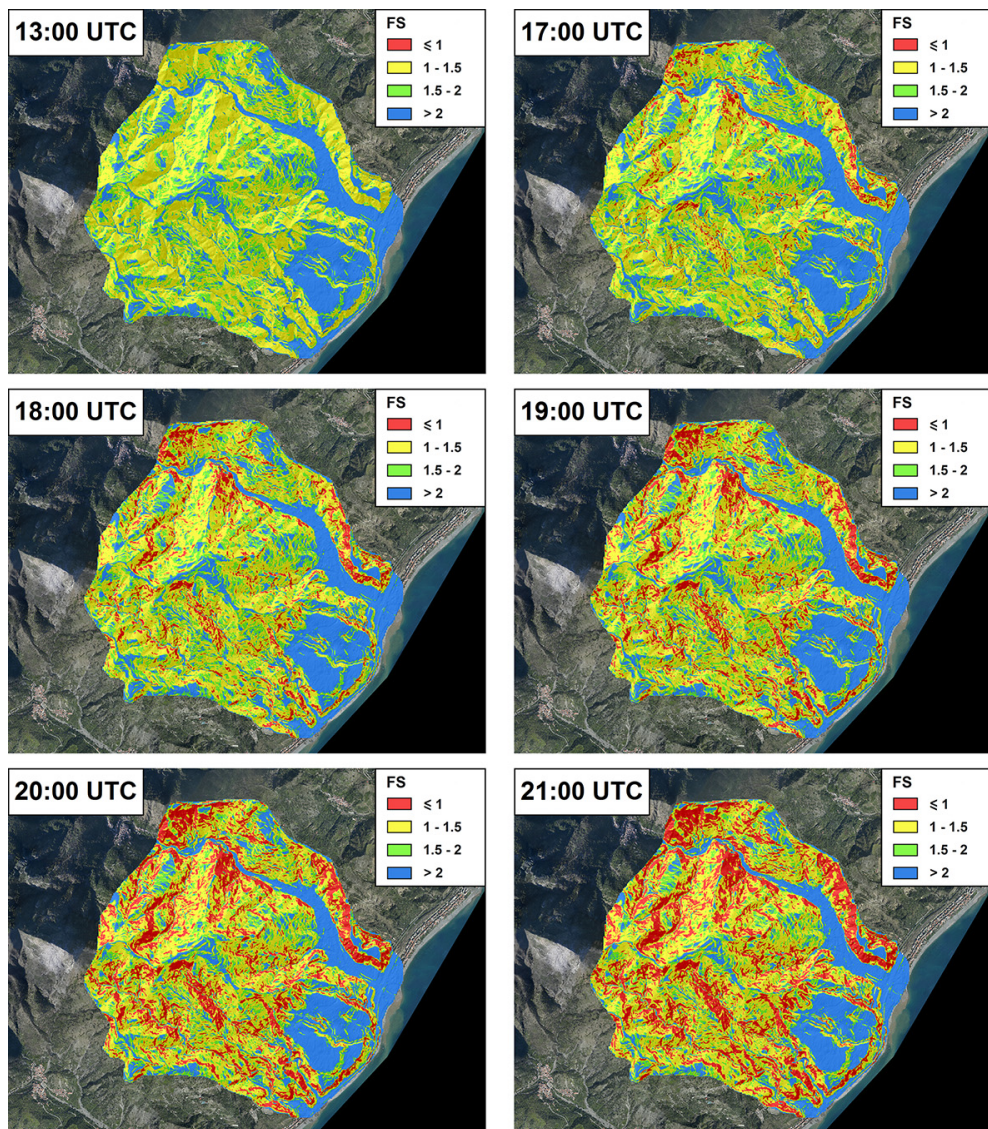 13:00 UTC
FS
⩽ 1
1 - 1.5
1.5 - 2
> 2
17:00 UTC
FS
⩽ 1
1 - 1.5
1.5 - 2
> 2
18:00 UTC
FS
⩽ 1
1 - 1.5
1.5 - 2
> 2
19:00 UTC
FS
⩽ 1
1 - 1.5
1.5 - 2
> 2
20:00 UTC
FS
⩽ 1
1 - 1.5
1.5 - 2
> 2
21:00 UTC
FS
⩽ 1
1 - 1.5
1.5 - 2
> 2